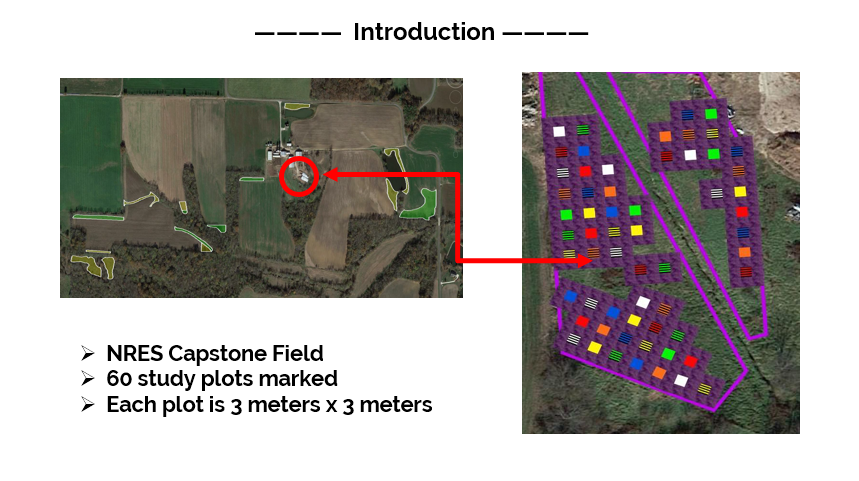 ———— Introduction ————
➢ NRES Capstone Field
➢ 60 study plots marked
➢ Each plot is 3 meters x 3 meters